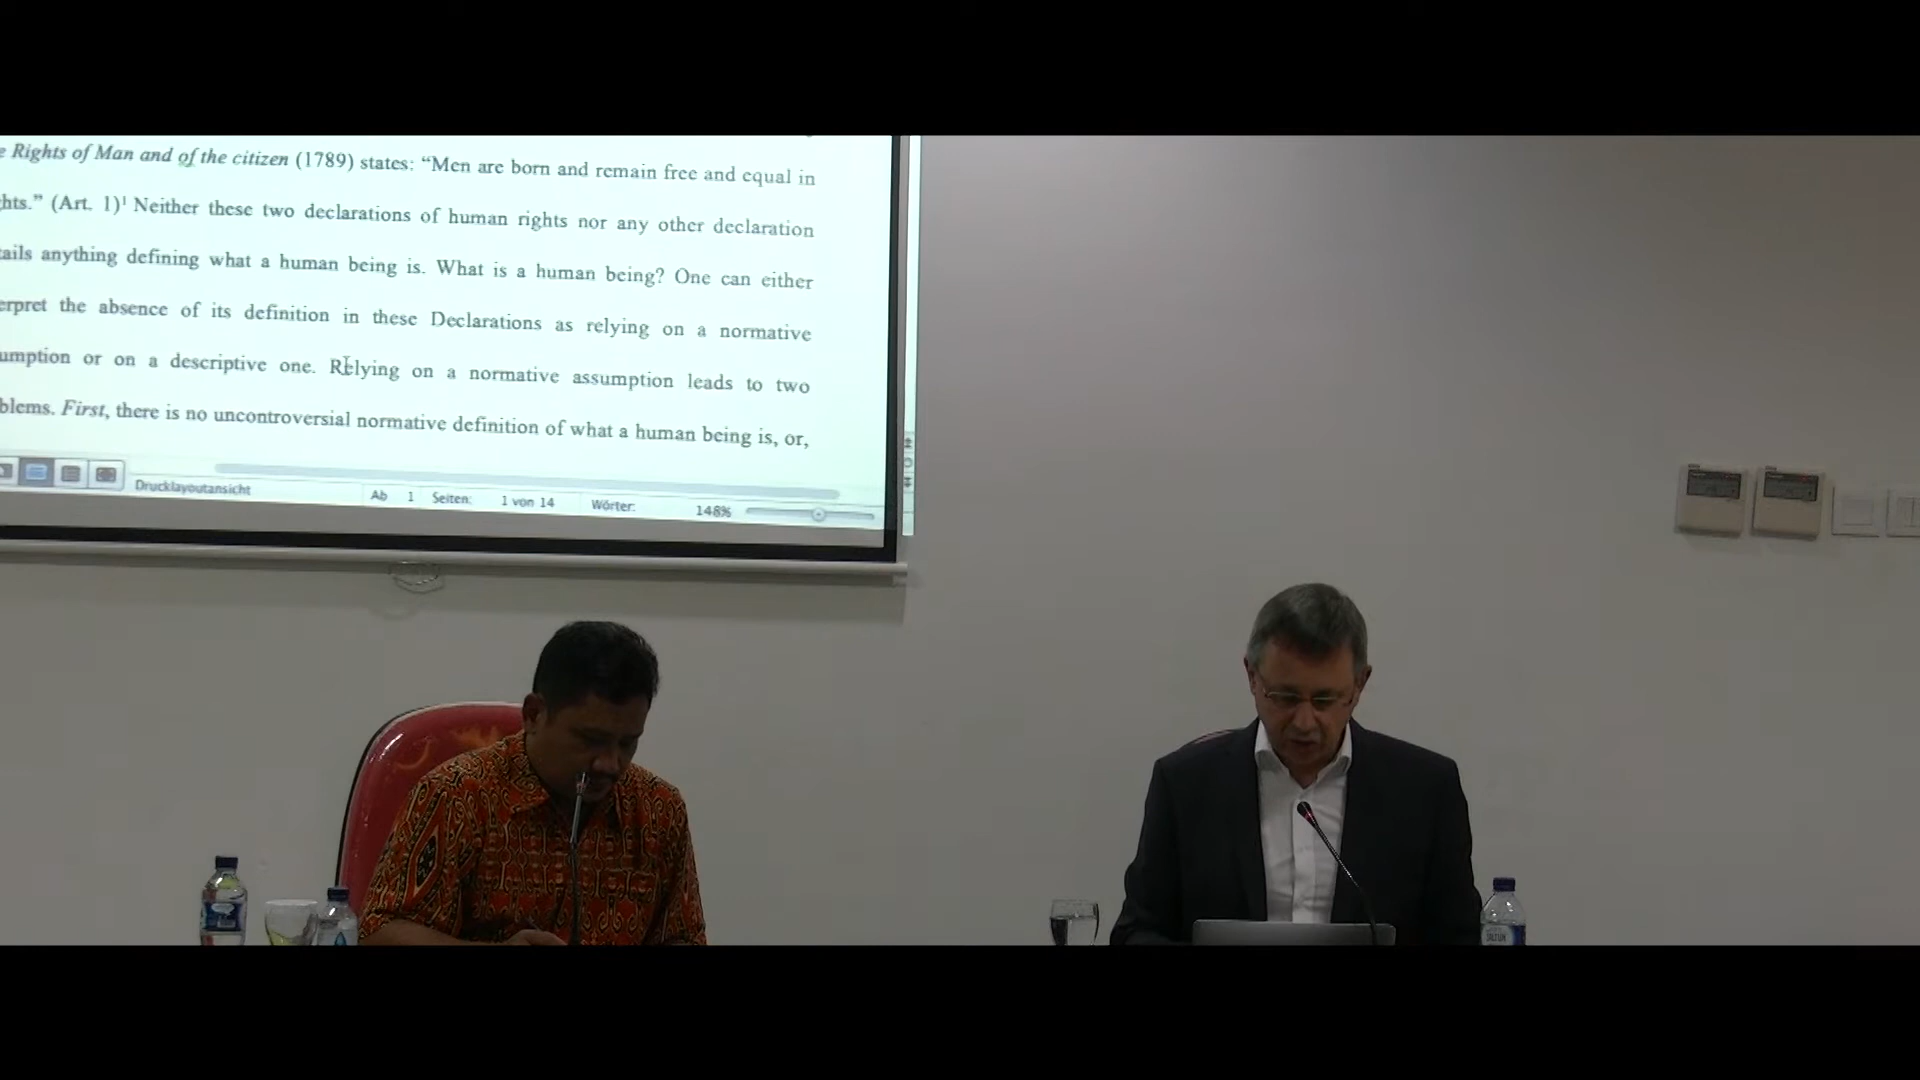 Rights of Man and of the citizen (1789) states: “Men are born and remain free and equal in
hts.” (Art. 1)¹ Neither these two declarations of human rights nor any other declaration
ails anything defining what a human being is. What is a human being? One can either
erpret the absence of its definition in these Declarations as relying on a normative
umption or on a descriptive one. Relying on a normative assumption leads to two
blems. First, there is no uncontroversial normative definition of what a human being is, or,
Drucklayoutansicht Ab 1 Seiten: 1 von 14 Wörter: 148%